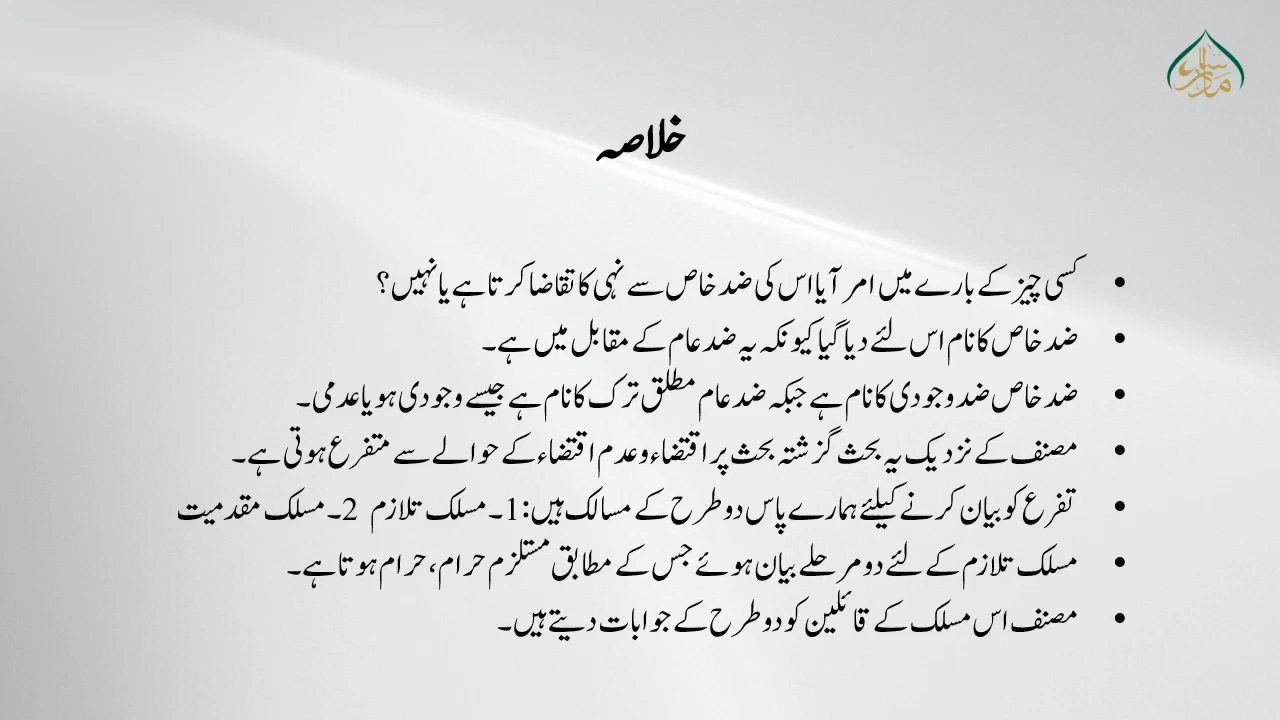 خلاصہ
کسی چیز کے بارے میں امر آیا اس کی ضد خاص سے نہی کا تقاضا کرتا ہے یا نہیں؟
ضد خاص کا نام اس لئے دیا گیا کیونکہ یہ ضد عام کے مقابل میں ہے۔
ضد خاص ضد وجودی کا نام ہے جبکہ ضد عام مطلق ترک کا نام ہے جیسے وجودی ہو یا عدمی۔
مصنف کے نزدیک یہ بحث گزشتہ بحث پر اقتضاء و عدم اقتضاء کے حوالے سے متفرع ہوتی ہے۔
تفرع کو بیان کرنے کیلئے ہمارے پاس دو طرح کے مسالک ہیں: 1۔ مسلک تلازم 2۔ مسلک مقدمیت
مسلک تلازم کے لئے دو مرحلے بیان ہوئے جس کے مطابق مستلزم حرام، حرام ہوتا ہے۔
مصنف اس مسلک کے قائلین کو دو طرح کے جوابات دیتے ہیں۔